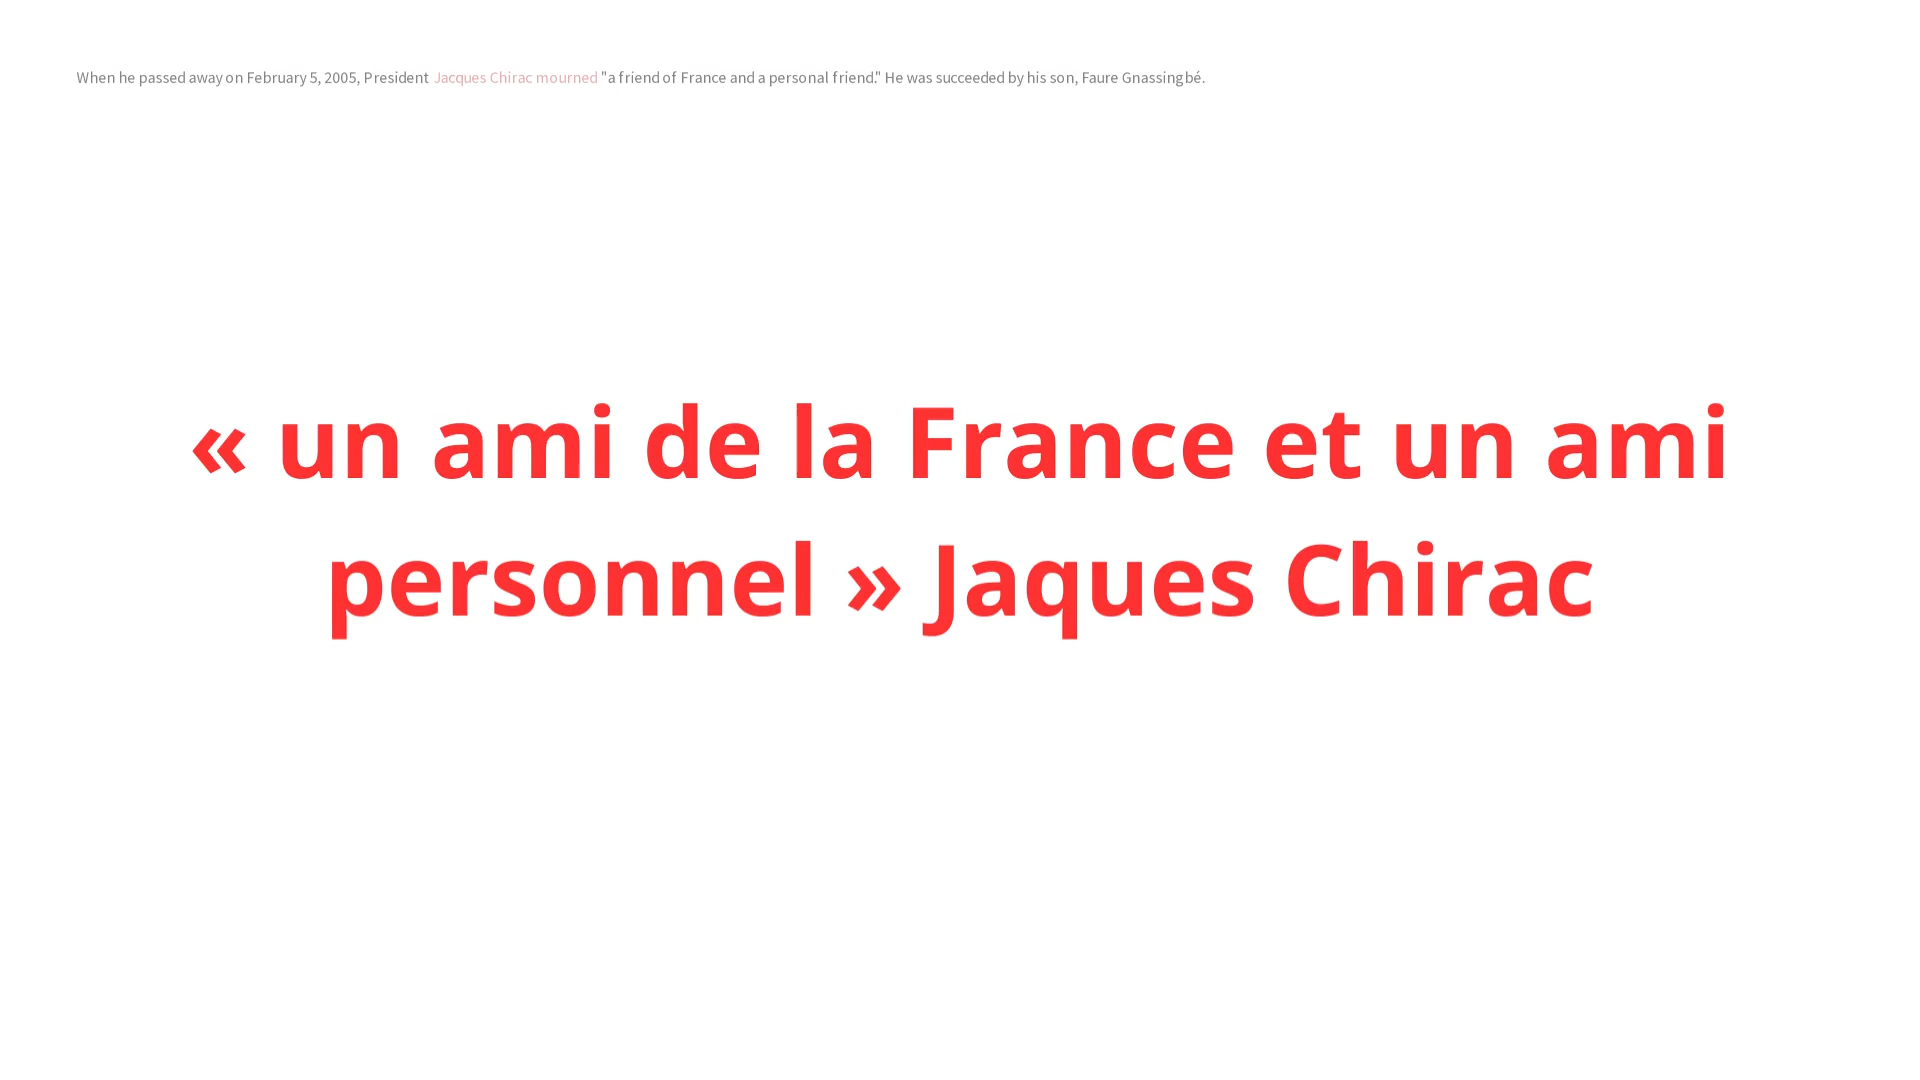 When he passed away on February 5, 2005, President Jacques Chirac mourned "a friend of France and a personal friend." He was succeeded by his son, Faure Gnassingbé.
« un ami de la France et un ami
personnel » Jaques Chirac